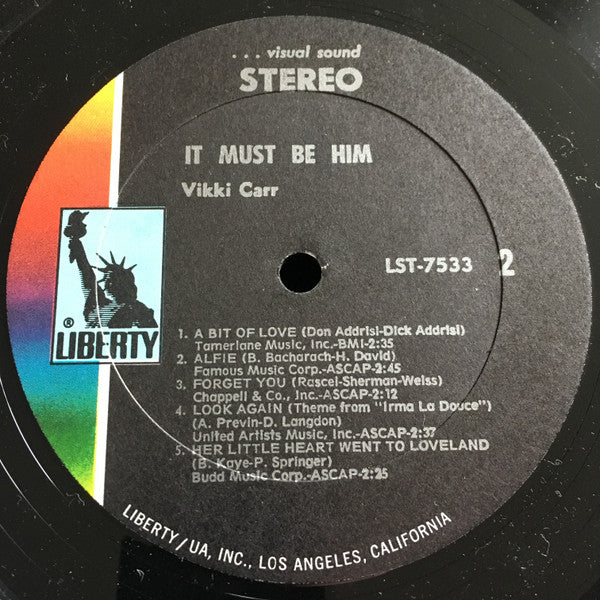 ...visual sound
STEREO
IT MUST BE HIM
Vikki Carr
LST-7533 2
® LIBERTY
1. A BIT OF LOVE (Don Addrisi-Dick Addrisi)
Tamerlane Music, Inc.-BMI-2:35
2. ALFIE (B. Bacharach-H. David)
Famous Music Corp.-ASCAP-2:45
3. FORGET YOU (Rascel-Sherman-Weiss)
Chappell & Co., Inc.-ASCAP-2:12
4. LOOK AGAIN (Theme from "Irma La Douce")
(A. Previn-D. Langdon)
United Artists Music, Inc.-ASCAP-2:37
5. HER LITTLE HEART WENT TO LOVELAND
(B. Kaye-P. Springer)
Budd Music Corp.-ASCAP-2:25
LIBERTY/UA, INC., LOS ANGELES, CALIFORNIA